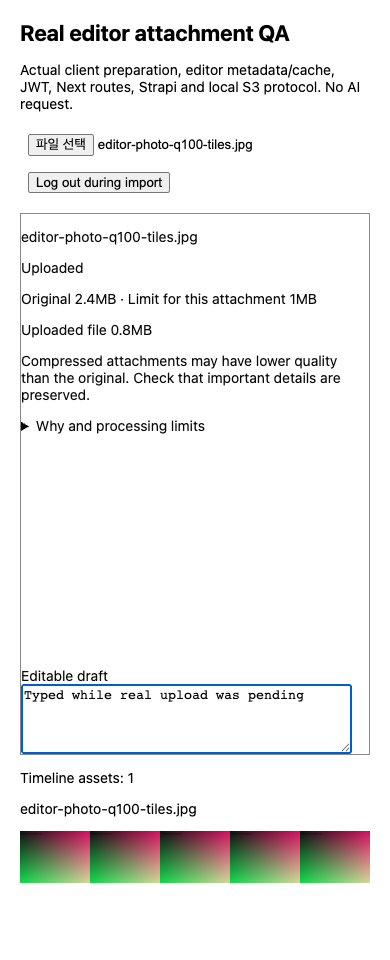 Real editor attachment QA
Actual client preparation, editor metadata/cache,
JWT, Next routes, Strapi and local S3 protocol. No AI
request.
파일 선택 editor-photo-q100-tiles.jpg
Log out during import
editor-photo-q100-tiles.jpg
Uploaded
Original 2.4MB · Limit for this attachment 1MB
Uploaded file 0.8MB
Compressed attachments may have lower quality
than the original. Check that important details are
preserved.
Why and processing limits
Editable draft
Typed while real upload was pending
Timeline assets: 1
editor-photo-q100-tiles.jpg